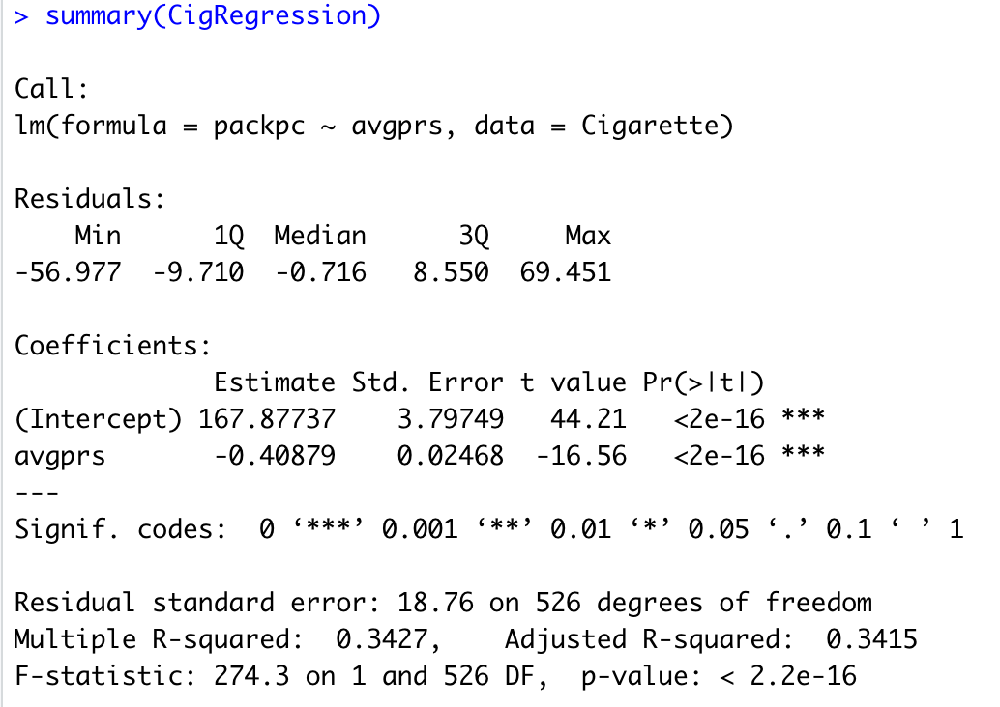 > summary(CigRegression)
Call:
lm(formula = packpc ~ avgprs, data = Cigarette)
Residuals:
    Min      1Q  Median      3Q     Max
-56.977  -9.710  -0.716   8.550  69.451
Coefficients:
             Estimate Std. Error t value Pr(>|t|)
(Intercept) 167.87737    3.79749   44.21   <2e-16 ***
avgprs       -0.40879    0.02468  -16.56   <2e-16 ***
---
Signif. codes:  0 ‘***’ 0.001 ‘**’ 0.01 ‘*’ 0.05 ‘.’ 0.1 ‘ ’ 1
Residual standard error: 18.76 on 526 degrees of freedom
Multiple R-squared:  0.3427,    Adjusted R-squared:  0.3415
F-statistic: 274.3 on 1 and 526 DF,  p-value: < 2.2e-16